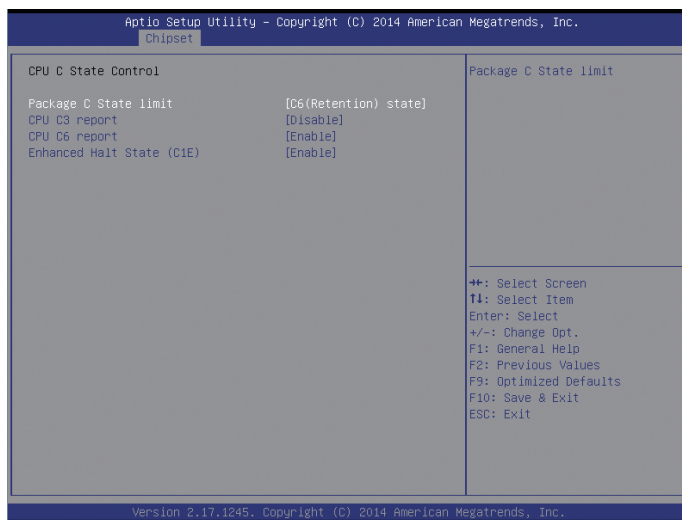 Aptio Setup Utility – Copyright (C) 2014 American Megatrends, Inc.
Chipset
CPU C State Control
Package C State limit [C6(Retention) state]
CPU C3 report [Disable]
CPU C6 report [Enable]
Enhanced Halt State (C1E) [Enable]
Package C State limit
→←: Select Screen
↑↓: Select Item
Enter: Select
+/-: Change Opt.
F1: General Help
F2: Previous Values
F9: Optimized Defaults
F10: Save & Exit
ESC: Exit
Version 2.17.1245. Copyright (C) 2014 American Megatrends, Inc.